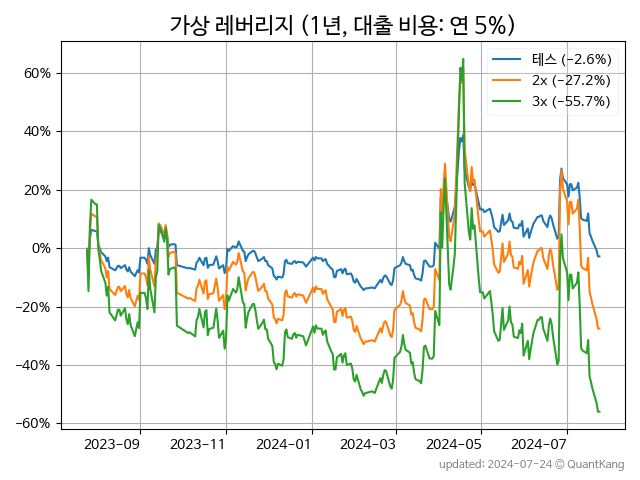 가상 레버리지 (1년, 대출 비용: 연 5%)
테스 (−2.6%)
2x (−27.2%)
3x (−55.7%)
60%
40%
20%
0%
−20%
−40%
−60%
2023-09
2023-11
2024-01
2024-03
2024-05
2024-07
updated: 2024-07-24 © QuantKang